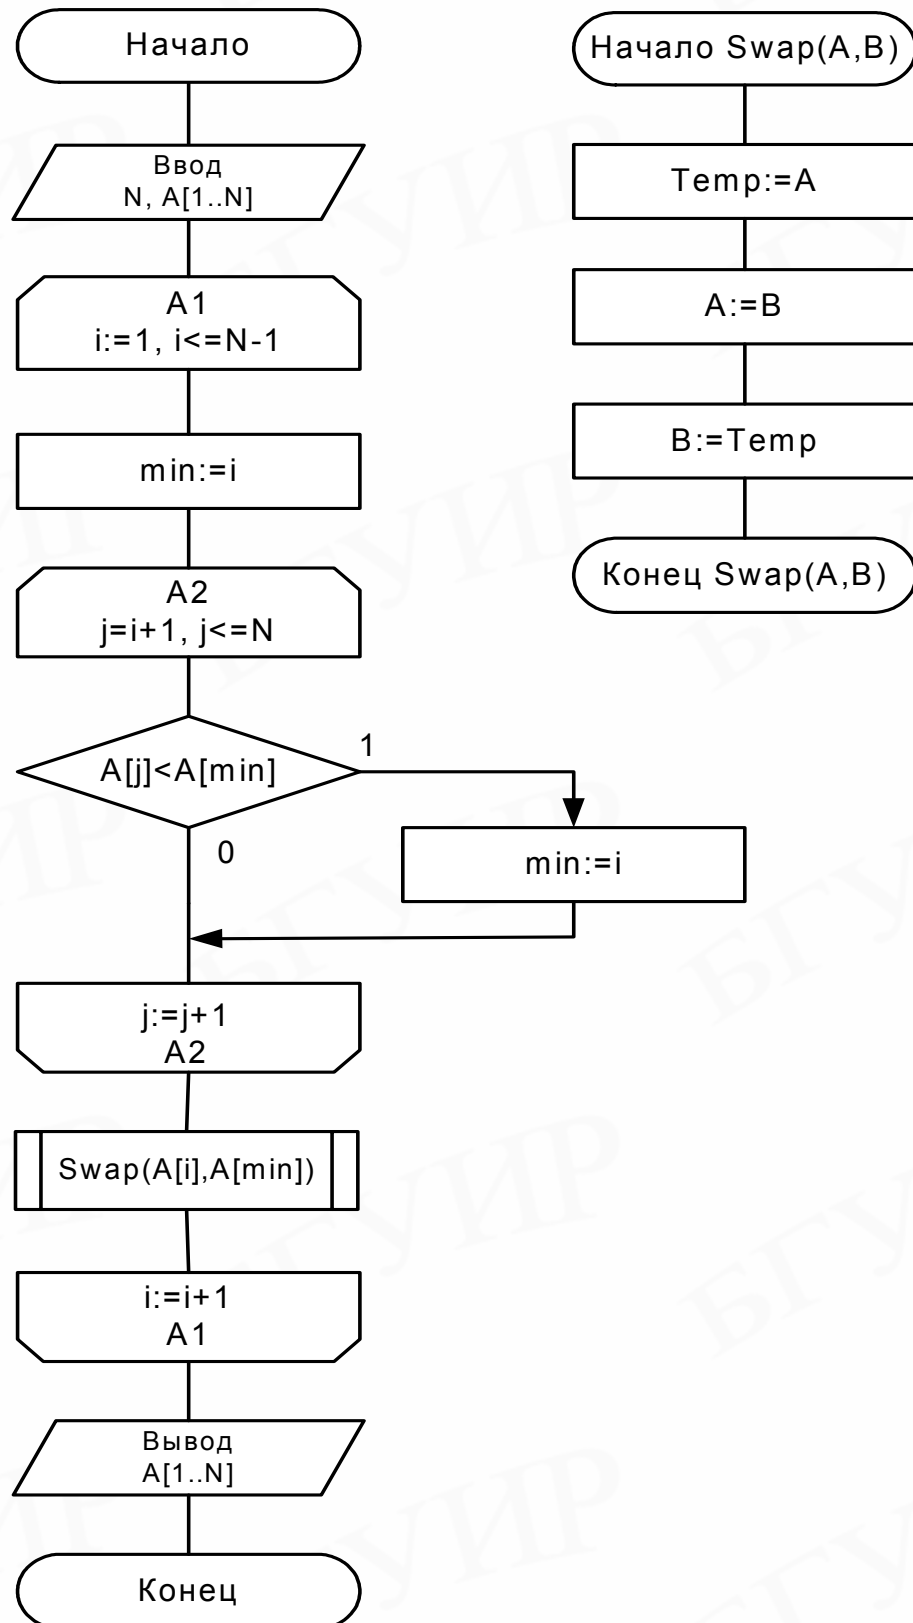 Начало
Ввод
N, A[1..N]
A1
i:=1, i<=N-1
min:=i
A2
j=i+1, j<=N
A[j]<A[min]
1
0
min:=i
j:=j+1
A2
Swap(A[i],A[min])
i:=i+1
A1
Вывод
A[1..N]
Конец
Начало Swap(A,B)
Temp:=A
A:=B
B:=Temp
Конец Swap(A,B)
БГУИР